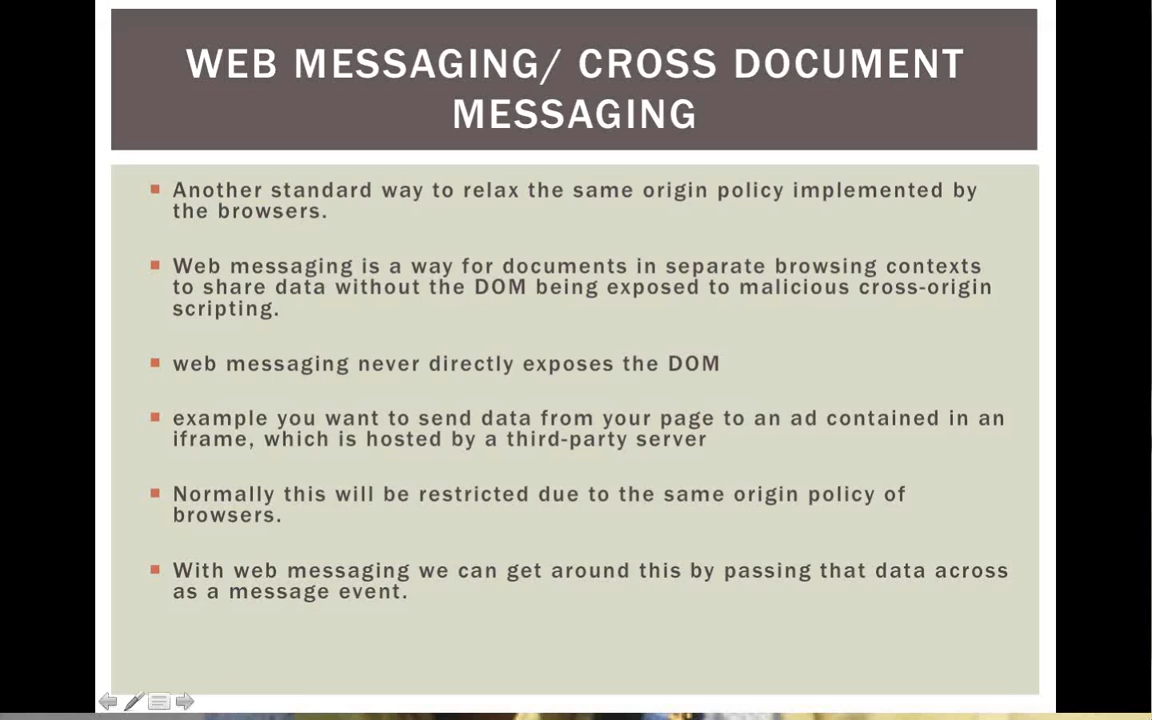 WEB MESSAGING/ CROSS DOCUMENT
MESSAGING
Another standard way to relax the same origin policy implemented by
the browsers.
Web messaging is a way for documents in separate browsing contexts
to share data without the DOM being exposed to malicious cross-origin
scripting.
web messaging never directly exposes the DOM
example you want to send data from your page to an ad contained in an
iframe, which is hosted by a third-party server
Normally this will be restricted due to the same origin policy of
browsers.
With web messaging we can get around this by passing that data across
as a message event.